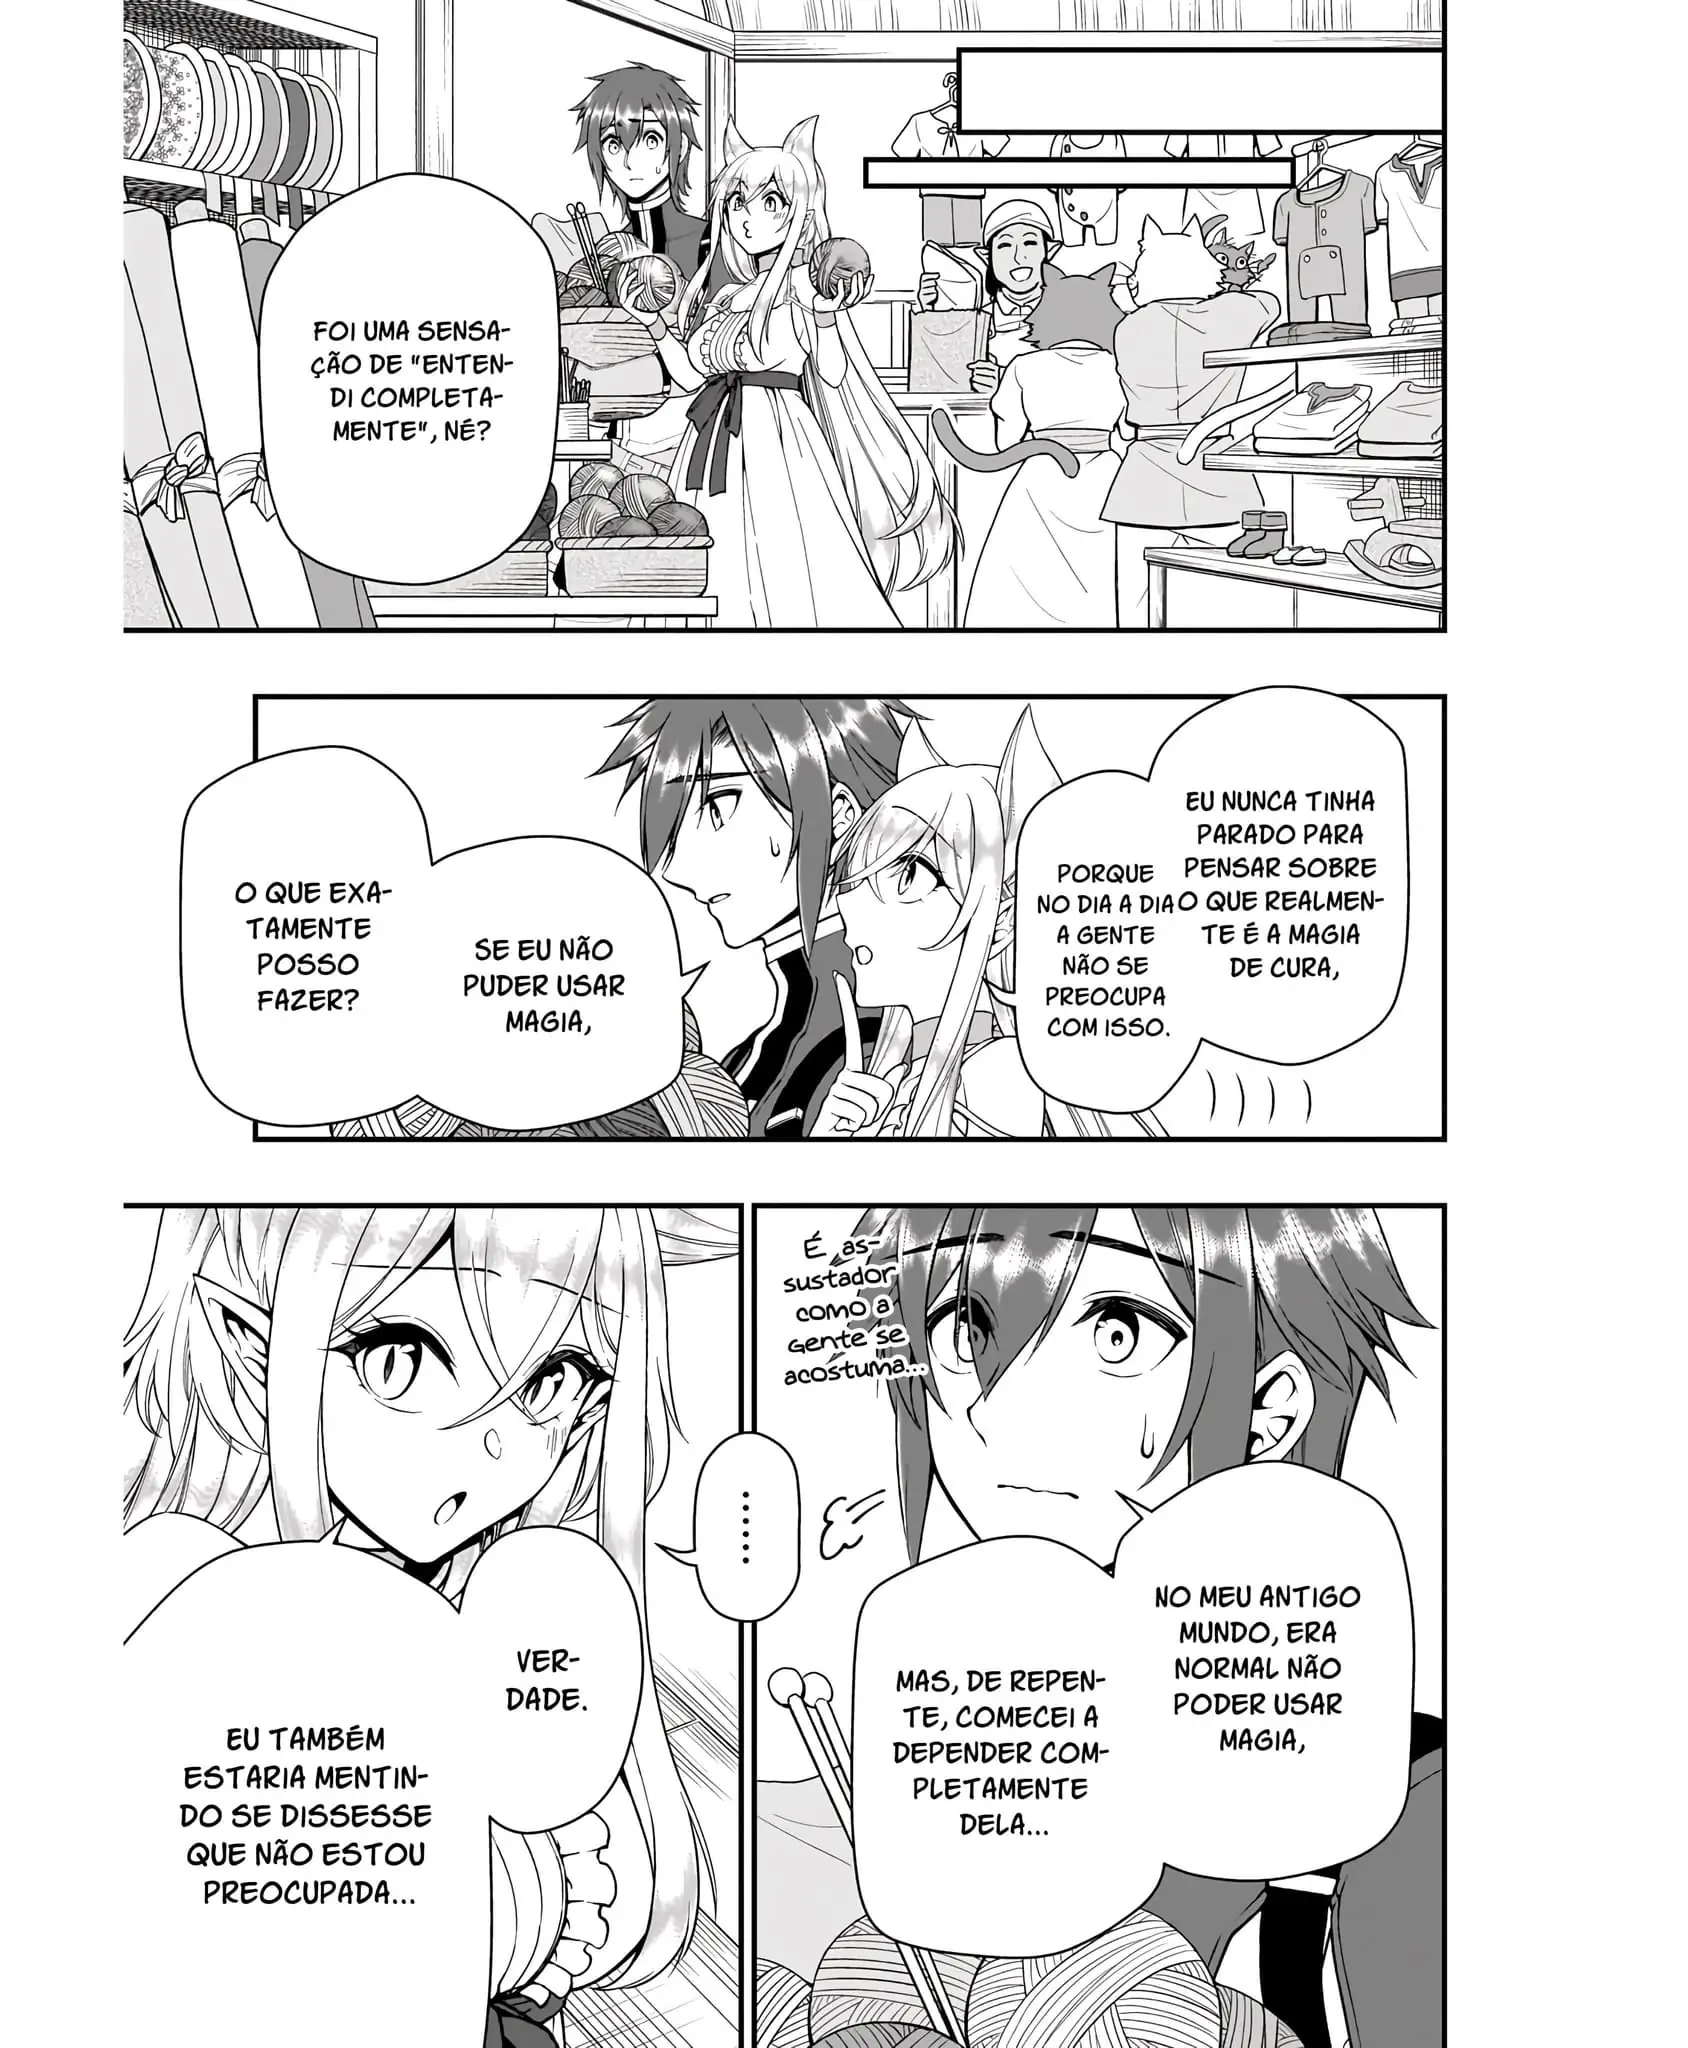 FOI UMA SENSA-
ÇÃO DE "ENTEN-
DI COMPLETA-
MENTE", NÉ?
EU NUNCA TINHA
PARADO PARA
PENSAR SOBRE
O QUE REALMEN-
TE É A MAGIA
DE CURA,
PORQUE
NO DIA A DIA
A GENTE
NÃO SE
PREOCUPA
COM ISSO.
SE EU NÃO
PUDER USAR
MAGIA,
O QUE EXA-
TAMENTE
POSSO
FAZER?
NO MEU ANTIGO
MUNDO, ERA
NORMAL NÃO
PODER USAR
MAGIA,
MAS, DE REPEN-
TE, COMECEI A
DEPENDER COM-
PLETAMENTE
DELA...
É as-
sustador
como a
gente se
acostuma...
......
VER-
DADE.
EU TAMBÉM
ESTARIA MENTIN-
DO SE DISSESSE
QUE NÃO ESTOU
PREOCUPADA...